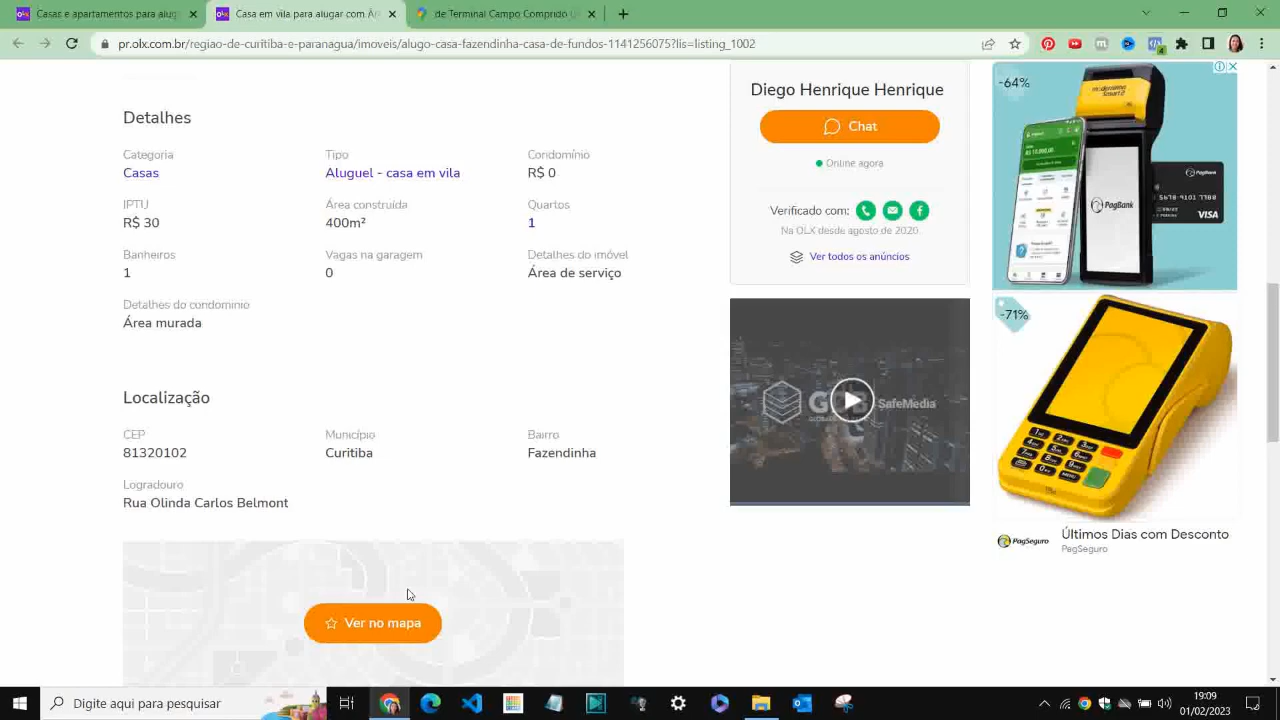 Casas e apartamentos para alug
Casa em vila para alugar com Áre
de Terminal Campo Comprido
pr.olx.com.br/regiao-de-curitiba-e-paranagua/imoveis/alugo-casa-fazendinha-casa-de-fundos-1141256075?lis=listing_1002
Detalhes
Categoria
Casas
Tipo
Aluguel - casa em vila
Condomínio
R$ 0
IPTU
R$ 30
Área construída
400m²
Quartos
1
Banheiros
1
Vagas na garagem
0
Detalhes do imóvel
Área de serviço
Detalhes do condomínio
Área murada
Localização
CEP
81320102
Município
Curitiba
Bairro
Fazendinha
Logradouro
Rua Olinda Carlos Belmont
Ver no mapa
Diego Henrique Henrique
Chat
Online agora
Verificado com:
Na OLX desde agosto de 2020.
Ver todos os anúncios
SafeMedia
-64%
PagBank
VISA
-71%
PagSeguro
Últimos Dias com Desconto
PagSeguro
Digite aqui para pesquisar
19:09
01/02/2023